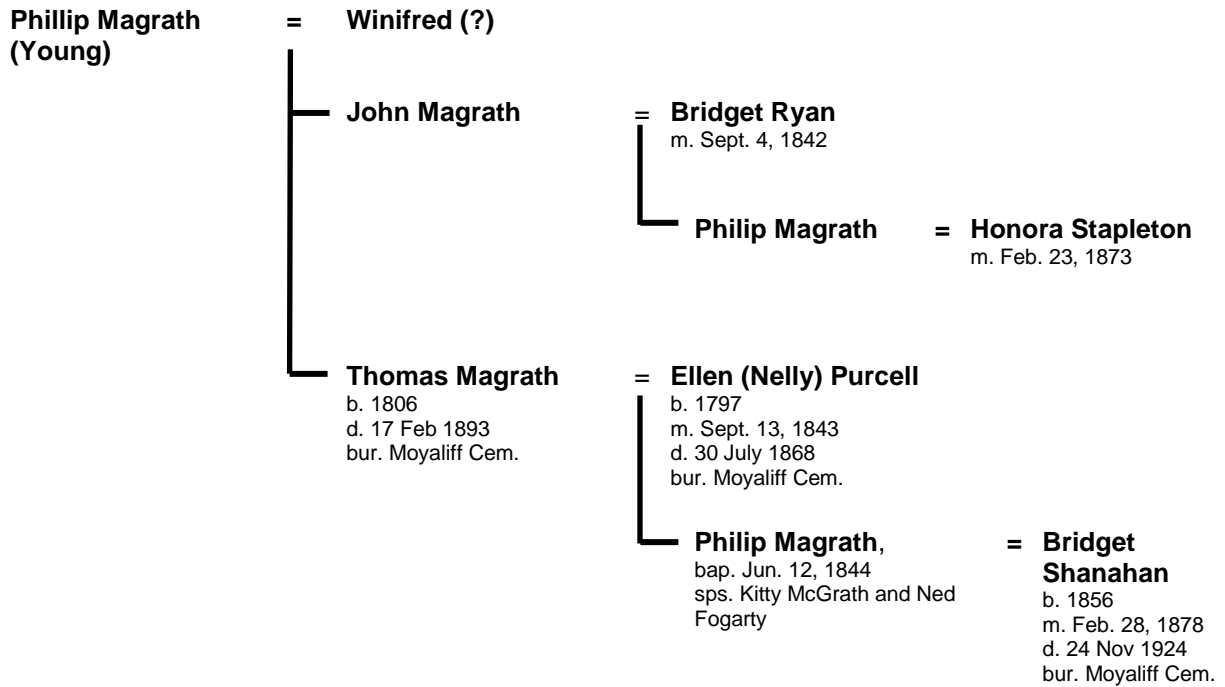 Phillip Magrath = Winifred (?)
(Young)
John Magrath = Bridget Ryan
m. Sept. 4, 1842
Philip Magrath = Honora Stapleton
m. Feb. 23, 1873
Thomas Magrath = Ellen (Nelly) Purcell
b. 1806
d. 17 Feb 1893
bur. Moyaliff Cem.
b. 1797
m. Sept. 13, 1843
d. 30 July 1868
bur. Moyaliff Cem.
Philip Magrath, = Bridget
Shanahan
bap. Jun. 12, 1844
sps. Kitty McGrath and Ned
Fogarty
b. 1856
m. Feb. 28, 1878
d. 24 Nov 1924
bur. Moyaliff Cem.